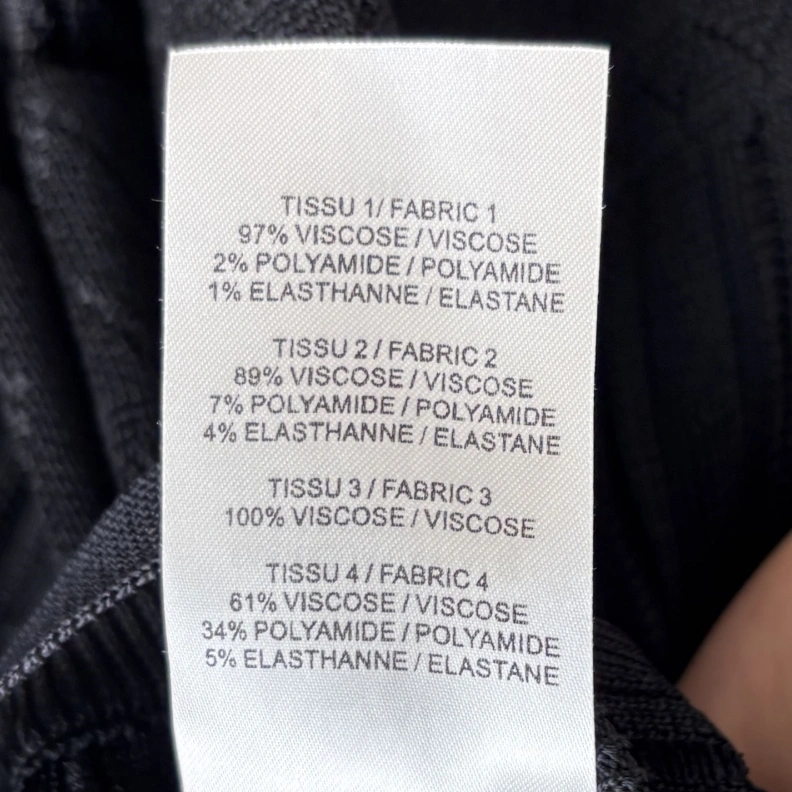 TISSU 1/ FABRIC 1
97% VISCOSE / VISCOSE
2% POLYAMIDE / POLYAMIDE
1% ELASTHANNE / ELASTANE
TISSU 2 / FABRIC 2
89% VISCOSE / VISCOSE
7% POLYAMIDE / POLYAMIDE
4% ELASTHANNE / ELASTANE
TISSU 3 / FABRIC 3
100% VISCOSE / VISCOSE
TISSU 4 / FABRIC 4
61% VISCOSE / VISCOSE
34% POLYAMIDE / POLYAMIDE
5% ELASTHANNE / ELASTANE